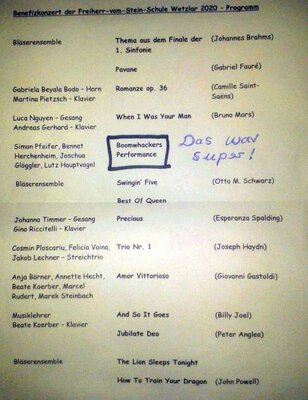 Benefizkonzert der Freiherr-vom-Stein-Schule Wetzlar 2020 - Programm
Bläserensemble Thema aus dem Finale der (Johannes Brahms)
1. Sinfonie
Pavane (Gabriel Fauré)
Gabriela Beyala Bodo - Horn Romanze op. 36 (Camille Saint-
Martina Pietzsch - Klavier Saëns)
Luca Nguyen - Gesang When I Was Your Man (Bruno Mars)
Andreas Gerhard - Klavier
Simon Pfeifer, Bennet Boomwhackers Das war
Herchenheim, Joschua Performance super!
Glöggler, Lutz Hauptvogel
Bläserensemble Swingin' Five (Otto M. Schwarz)
Best Of Queen
Johanna Timmer - Gesang Precious (Esperanza Spalding)
Gino Riccitelli - Klavier
Cosmin Ploscariu, Felicia Voina, Trio Nr. 1 (Joseph Haydn)
Jakob Lechner - Streichtrio
Anja Börner, Annette Hecht, Amor Vittorioso (Giovanni Gastoldi)
Beate Koerber, Marcel
Rudert, Marek Steinbach
Musiklehrer And So It Goes (Billy Joel)
Beate Koerber - Klavier
Jubilate Deo (Peter Anglea)
Bläserensemble The Lion Sleeps Tonight
How To Train Your Dragon (John Powell)